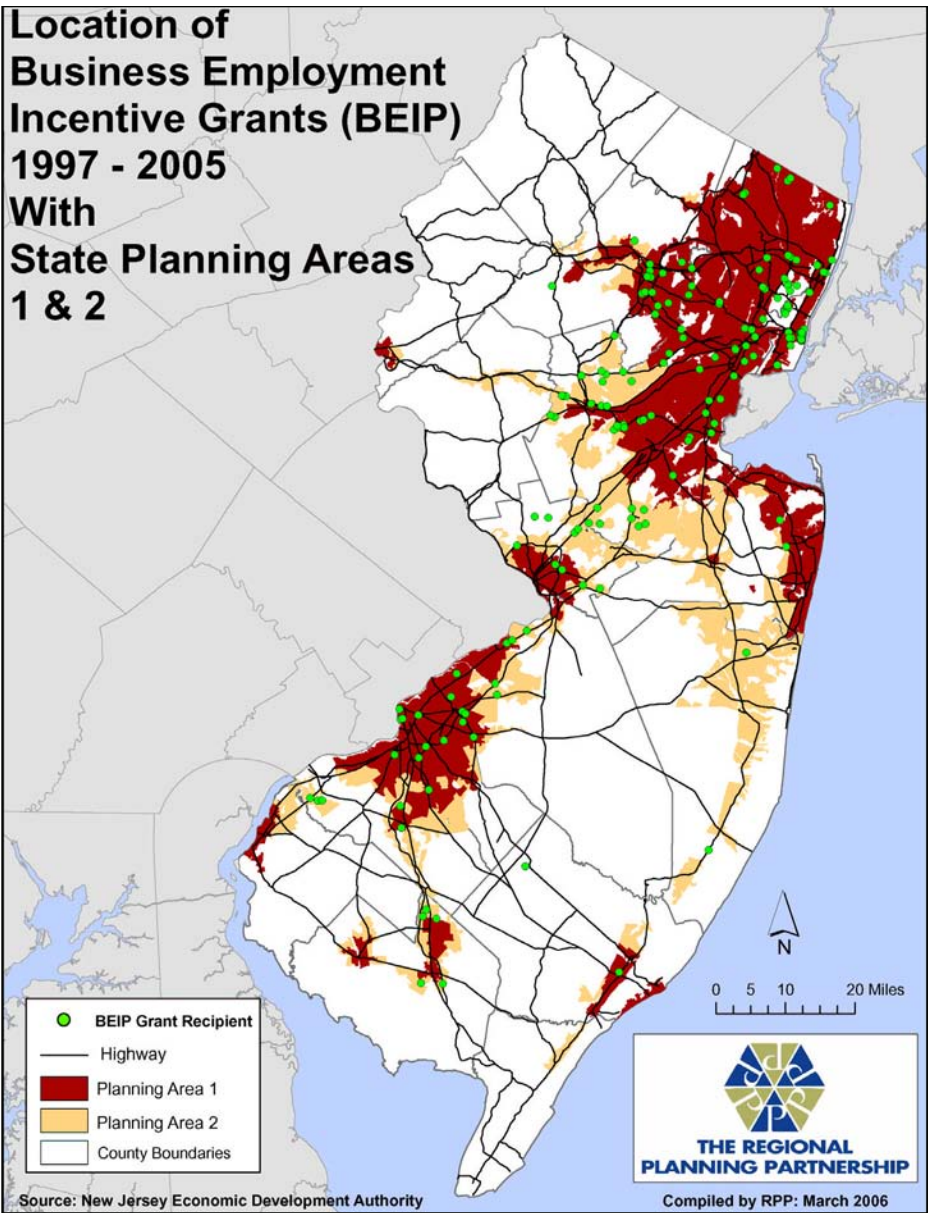 Location of
Business Employment
Incentive Grants (BEIP)
1997 - 2005
With
State Planning Areas
1 & 2
N
0 5 10 20 Miles
BEIP Grant Recipient
Highway
Planning Area 1
Planning Area 2
County Boundaries
THE REGIONAL
PLANNING PARTNERSHIP
Source: New Jersey Economic Development Authority
Compiled by RPP: March 2006